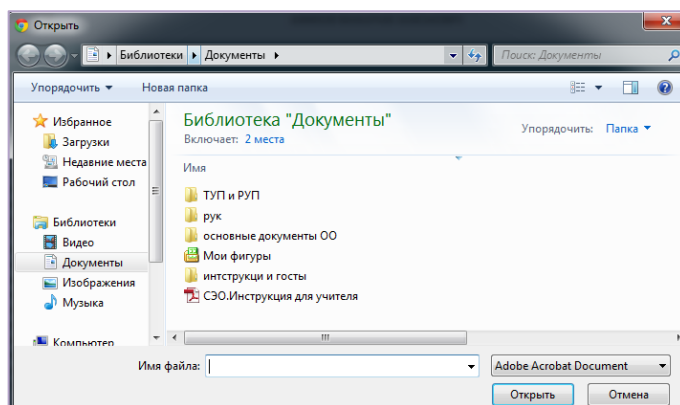 Открыть
Библиотеки Документы
Поиск: Документы
Упорядочить Новая папка
Избранное
Загрузки
Недавние места
Рабочий стол
Библиотеки
Видео
Документы
Изображения
Музыка
Компьютер
Библиотека "Документы"
Включает: 2 места
Упорядочить: Папка
Имя
ТУП и РУП
рук
основные документы ОО
Мои фигуры
интструкци и госты
СЭО.Инструкция для учителя
Имя файла:
Adobe Acrobat Document
Открыть Отмена